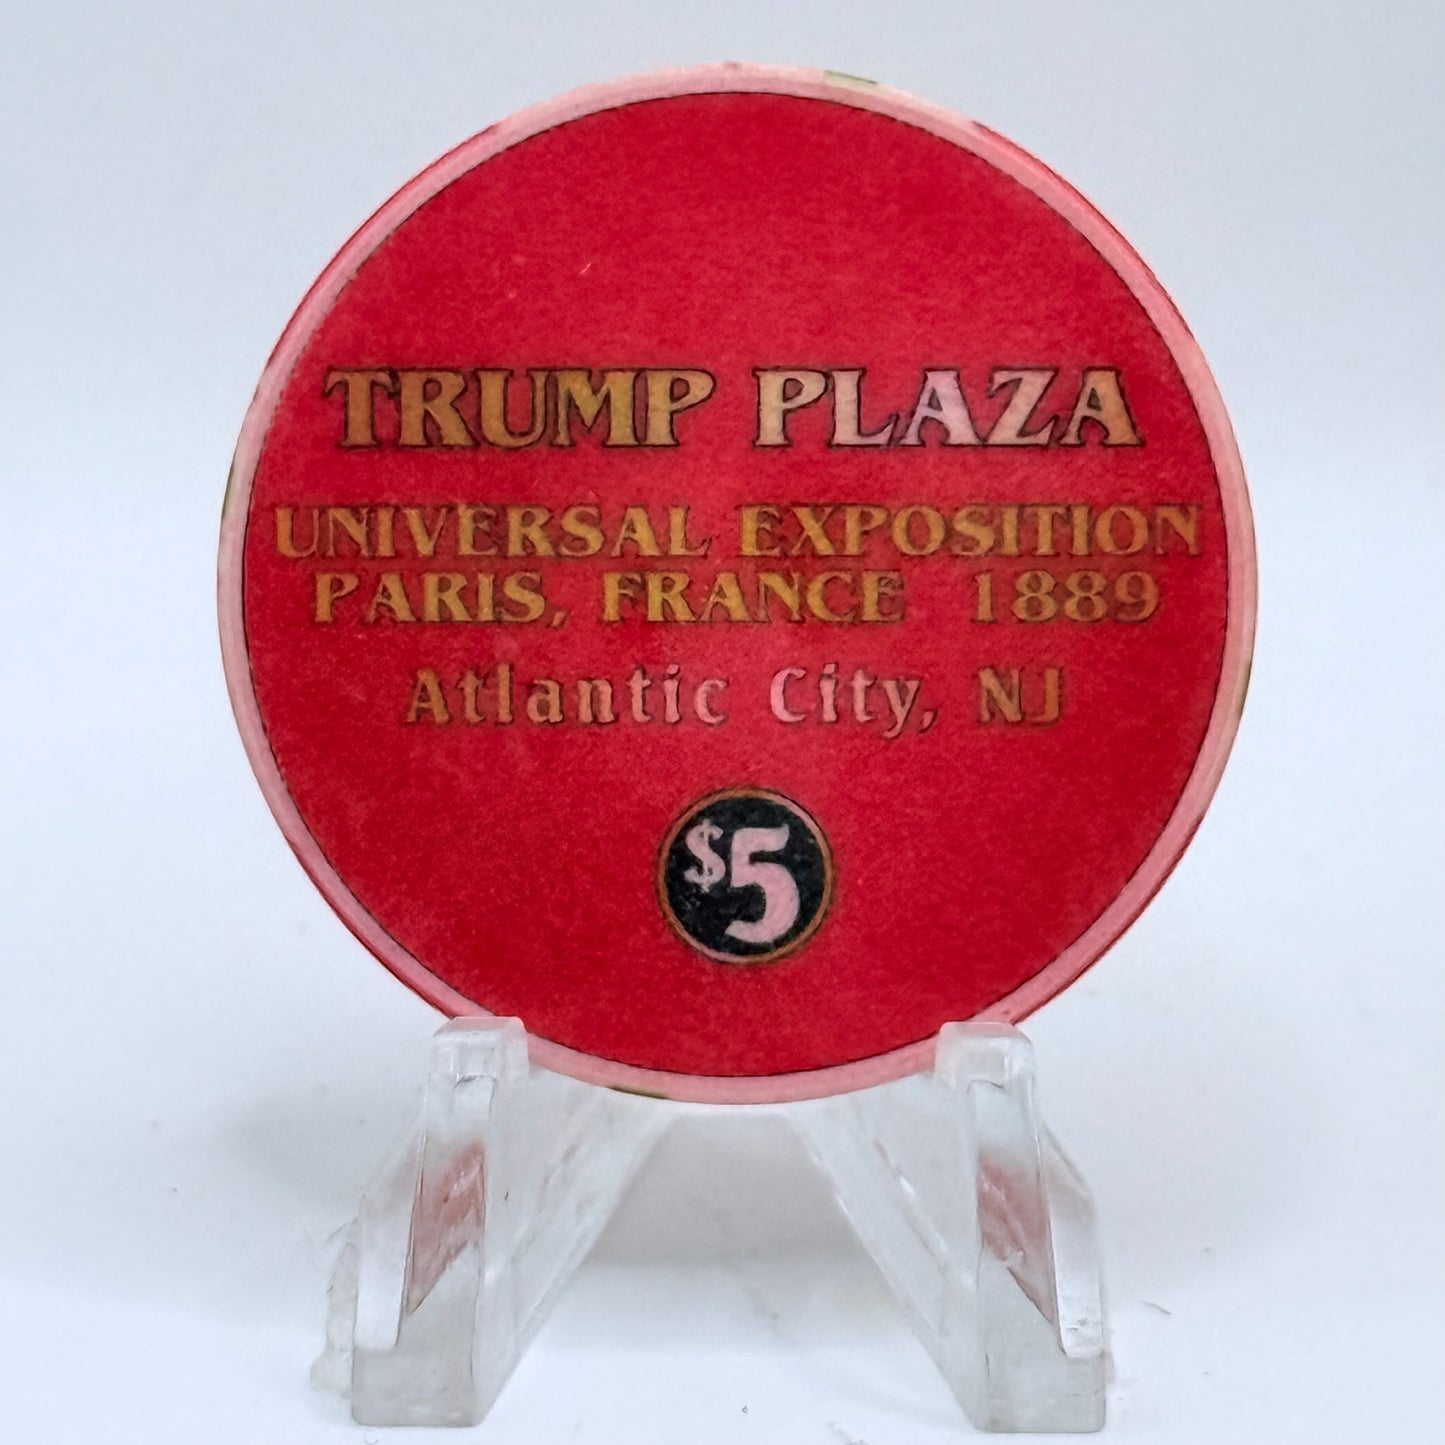 TRUMP PLAZA
UNIVERSAL EXPOSITION
PARIS, FRANCE 1889
Atlantic City, NJ
$5